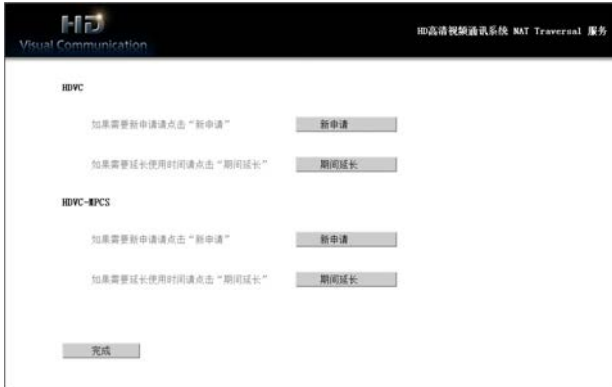 HD
Visual Communication
HD高清视频通讯系统 NAT Traversal 服务
HDVC
如果需要新申请请点击“新申请” 新申请
如果需要延长使用时间请点击“期间延长” 期间延长
HDVC-MPCS
如果需要新申请请点击“新申请” 新申请
如果需要延长使用时间请点击“期间延长” 期间延长
完成